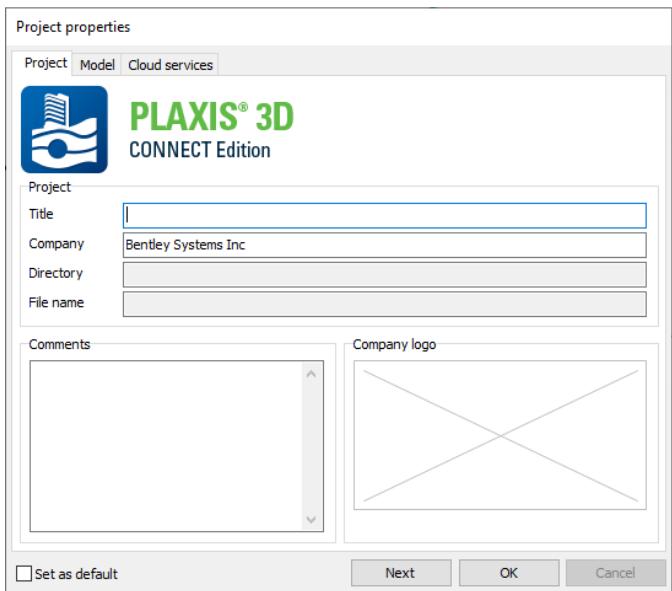 Project properties
Project Model Cloud services
PLAXIS® 3D
CONNECT Edition
Project
Title
Company Bentley Systems Inc
Directory
File name
Comments Company logo
Set as default Next OK Cancel